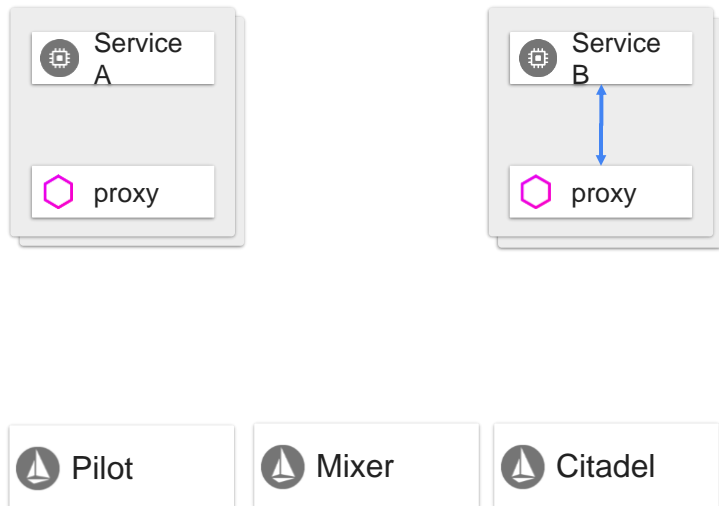 Service
A
Service
B
proxy
proxy
Pilot
Mixer
Citadel